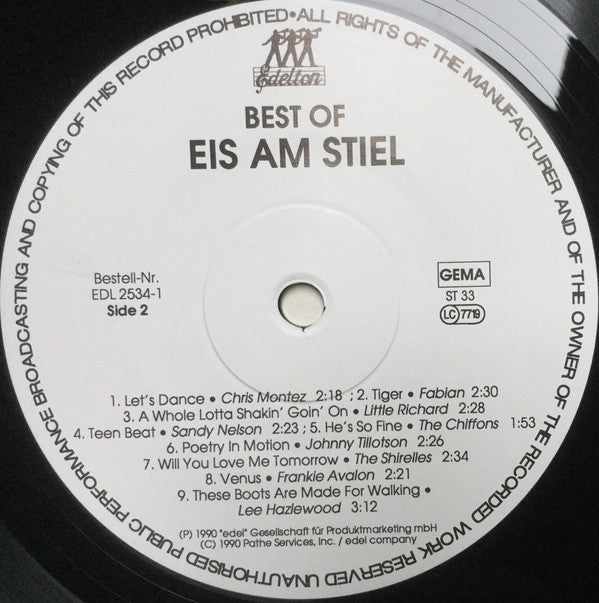 UNAUTHORISED PUBLIC PERFORMANCE BROADCASTING AND COPYING OF THIS RECORD PROHIBITED•ALL RIGHTS OF THE MANUFACTURER AND OF THE OWNER OF THE RECORDED WORK RESERVED
Edelton
BEST OF
EIS AM STIEL
Bestell-Nr.
EDL 2534-1
Side 2
GEMA
ST 33
LC 7719
1. Let's Dance • Chris Montez 2:18 ; 2. Tiger • Fabian 2:30
3. A Whole Lotta Shakin' Goin' On • Little Richard 2:28
4. Teen Beat • Sandy Nelson 2:23 ; 5. He's So Fine • The Chiffons 1:53
6. Poetry In Motion • Johnny Tillotson 2:26
7. Will You Love Me Tomorrow • The Shirelles 2:34
8. Venus • Frankie Avalon 2:21
9. These Boots Are Made For Walking •
Lee Hazlewood 3:12
(P) 1990 "edel" Gesellschaft für Produktmarketing mbH
(C) 1990 Pathe Services, Inc. / edel company